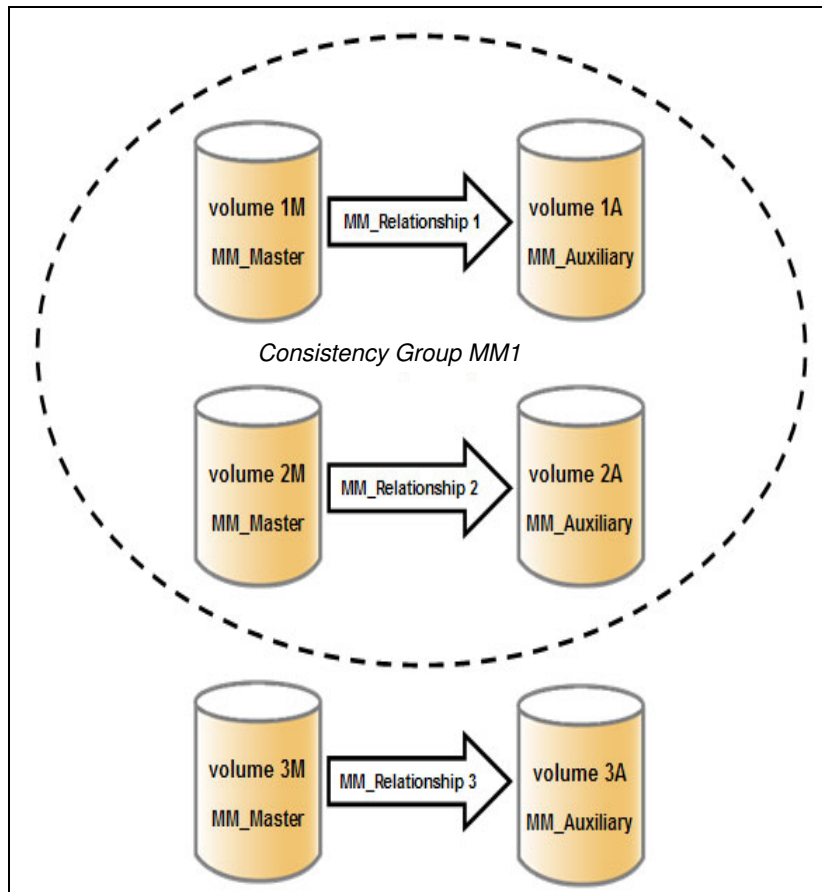 volume 1M
MM_Master
MM_Relationship 1
volume 1A
MM_Auxiliary
Consistency Group MM1
volume 2M
MM_Master
MM_Relationship 2
volume 2A
MM_Auxiliary
volume 3M
MM_Master
MM_Relationship 3
volume 3A
MM_Auxiliary